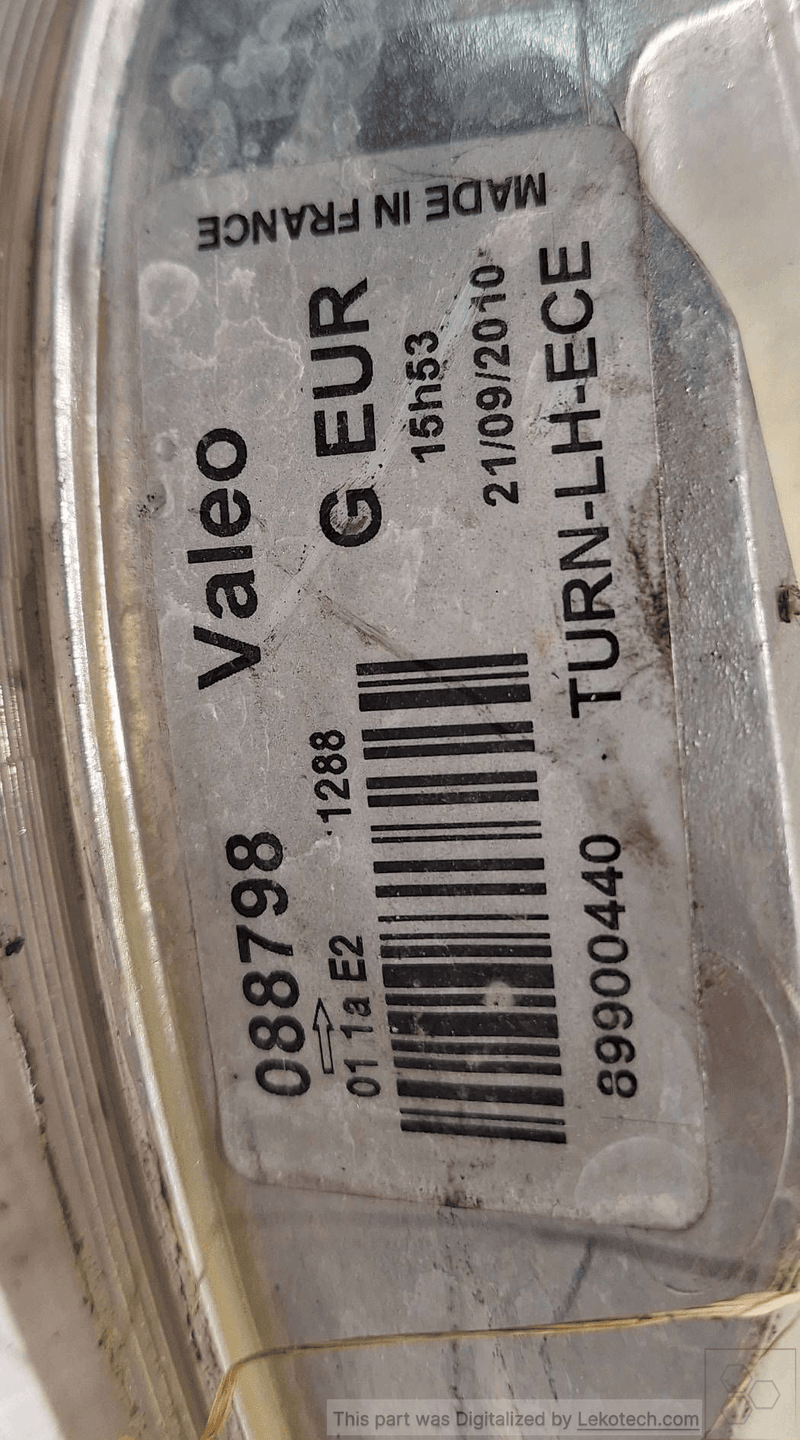 088798 Valeo
01 1a E2 1288 G EUR
15h53
21/09/2010
89900440 TURN-LH-ECE
MADE IN FRANCE
This part was Digitalized by Lekotech.com